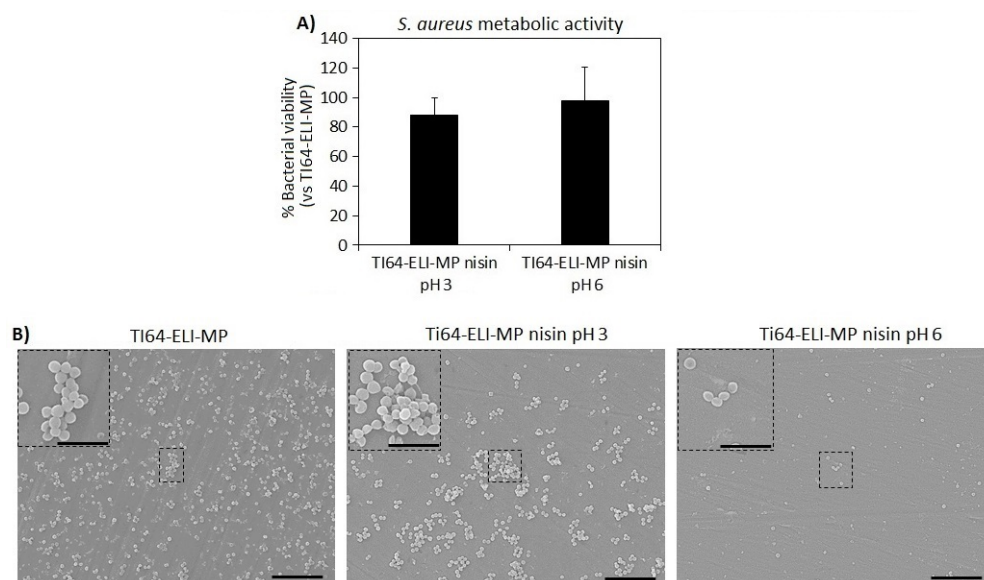 A)
S. aureus metabolic activity
% Bacterial viability
(vs TI64-ELI-MP)
140
120
100
80
60
40
20
0
TI64-ELI-MP nisin
pH 3
TI64-ELI-MP nisin
pH 6
B)
TI64-ELI-MP
Ti64-ELI-MP nisin pH 3
Ti64-ELI-MP nisin pH 6